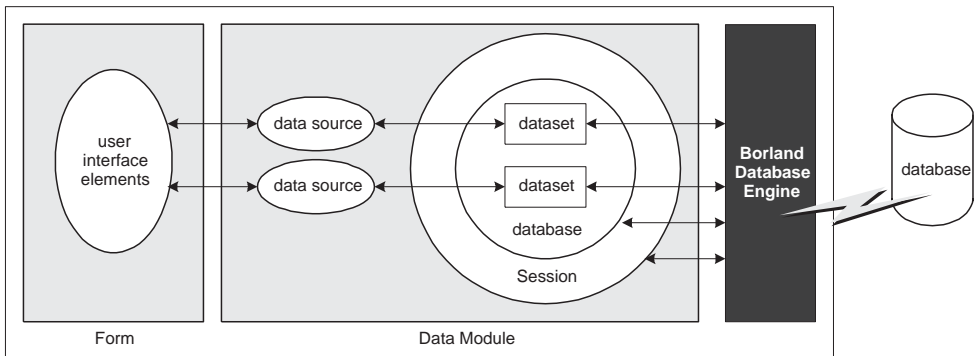 user
interface
elements
data source
data source
dataset
dataset
database
Session
Borland
Database
Engine
database
Form
Data Module